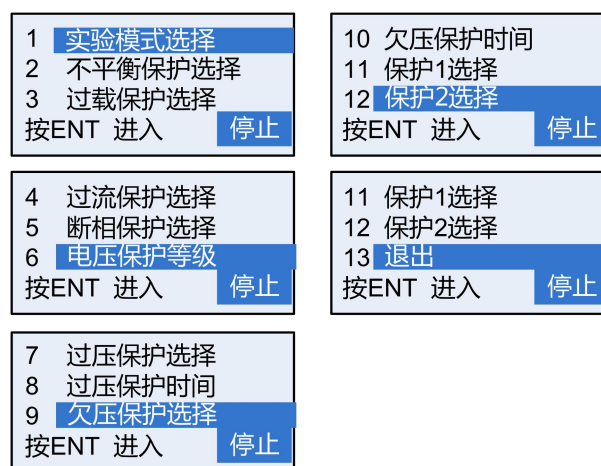 1 实验模式选择
2 不平衡保护选择
3 过载保护选择
按ENT 进入 停止
4 过流保护选择
5 断相保护选择
6 电压保护等级
按ENT 进入 停止
7 过压保护选择
8 过压保护时间
9 欠压保护选择
按ENT 进入 停止
10 欠压保护时间
11 保护1选择
12 保护2选择
按ENT 进入 停止
11 保护1选择
12 保护2选择
13 退出
按ENT 进入 停止